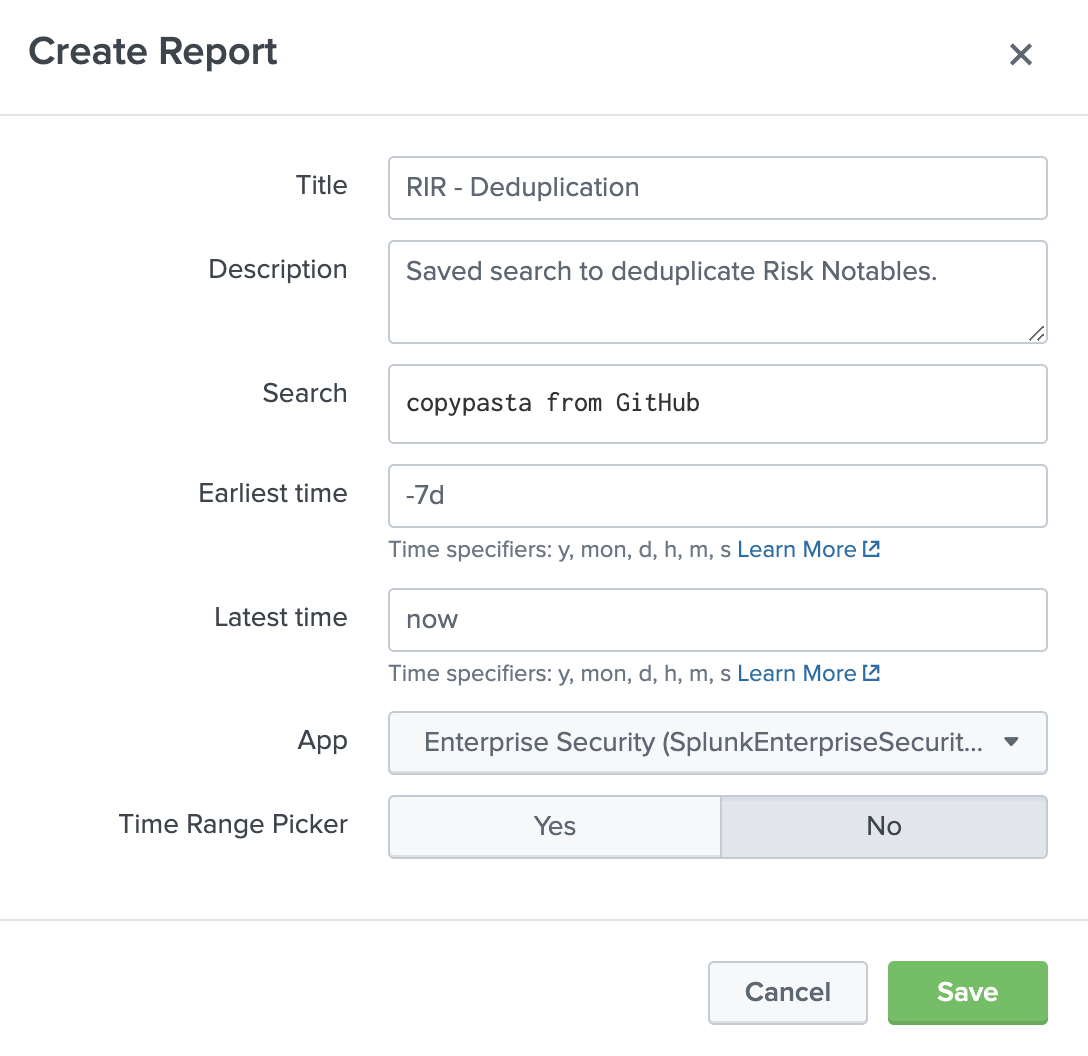 Create Report
Title
RIR - Deduplication
Description
Saved search to deduplicate Risk Notables.
Search
copypasta from GitHub
Earliest time
-7d
Time specifiers: y, mon, d, h, m, s Learn More
Latest time
now
Time specifiers: y, mon, d, h, m, s Learn More
App
Enterprise Security (SplunkEnterpriseSecurit...
Time Range Picker
Yes
No
Cancel
Save